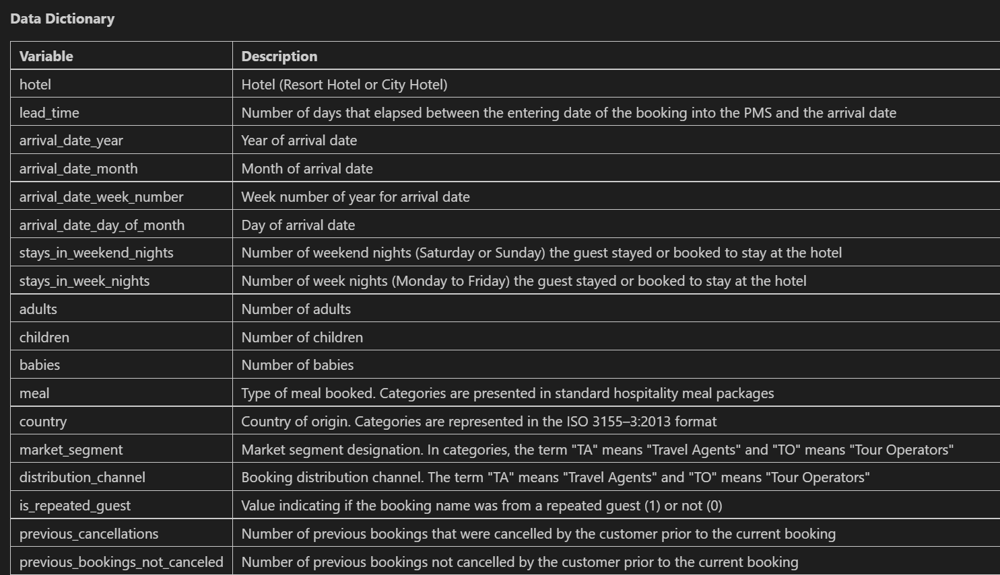 Data Dictionary
Variable Description
hotel Hotel (Resort Hotel or City Hotel)
lead_time Number of days that elapsed between the entering date of the booking into the PMS and the arrival date
arrival_date_year Year of arrival date
arrival_date_month Month of arrival date
arrival_date_week_number Week number of year for arrival date
arrival_date_day_of_month Day of arrival date
stays_in_weekend_nights Number of weekend nights (Saturday or Sunday) the guest stayed or booked to stay at the hotel
stays_in_week_nights Number of week nights (Monday to Friday) the guest stayed or booked to stay at the hotel
adults Number of adults
children Number of children
babies Number of babies
meal Type of meal booked. Categories are presented in standard hospitality meal packages
country Country of origin. Categories are represented in the ISO 3155–3:2013 format
market_segment Market segment designation. In categories, the term "TA" means "Travel Agents" and "TO" means "Tour Operators"
distribution_channel Booking distribution channel. The term "TA" means "Travel Agents" and "TO" means "Tour Operators"
is_repeated_guest Value indicating if the booking name was from a repeated guest (1) or not (0)
previous_cancellations Number of previous bookings that were cancelled by the customer prior to the current booking
previous_bookings_not_canceled Number of previous bookings not cancelled by the customer prior to the current booking